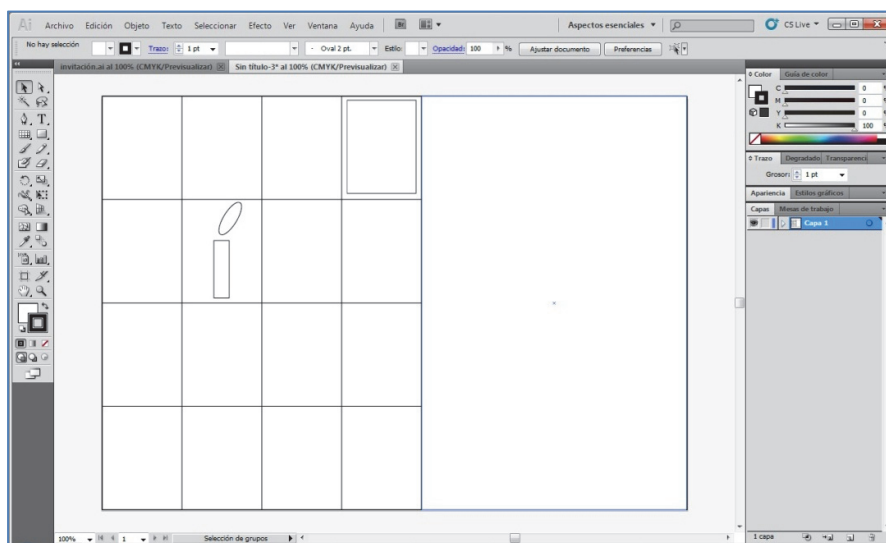 Ai Archivo Edición Objeto Texto Seleccionar Efecto Ver Ventana Ayuda Br Aspectos esenciales CS Live
No hay selección Trazo: 1 pt Oval 2 pt. Estilo: Opacidad: 100 % Ajustar documento Preferencias
invitación.ai al 100% (CMYK/Previsualizar) Sin título-3* al 100% (CMYK/Previsualizar)
Color Guía de color
C 0
M 0
Y 0
K 100
Trazo Degradado Transparenci
Grosor: 1 pt
Apariencia Estilos gráficos
Capas Mesas de trabajo
Capa 1
100% 1 Selección de grupos
1 capa